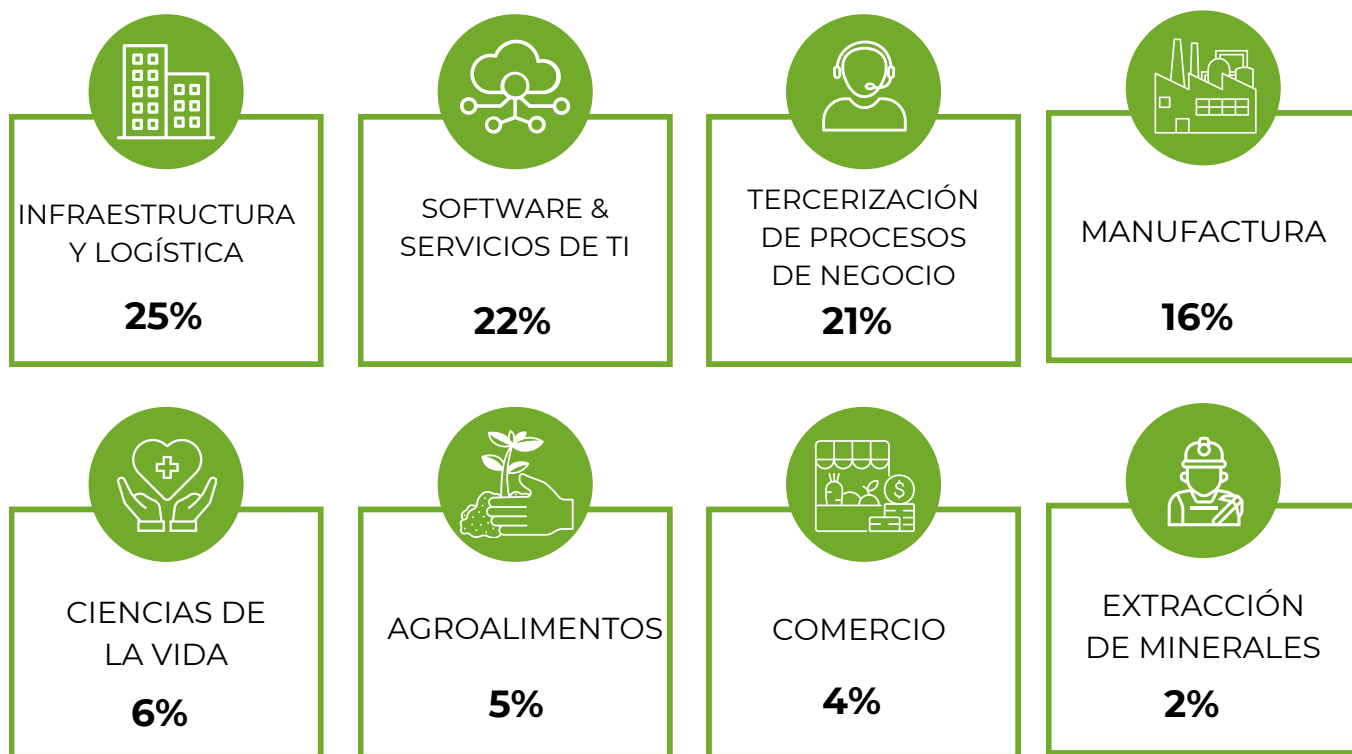 INFRAESTRUCTURA
Y LOGÍSTICA
25%
SOFTWARE &
SERVICIOS DE TI
22%
TERCERIZACIÓN
DE PROCESOS
DE NEGOCIO
21%
MANUFACTURA
16%
CIENCIAS DE
LA VIDA
6%
AGROALIMENTOS
5%
$
COMERCIO
4%
EXTRACCIÓN
DE MINERALES
2%